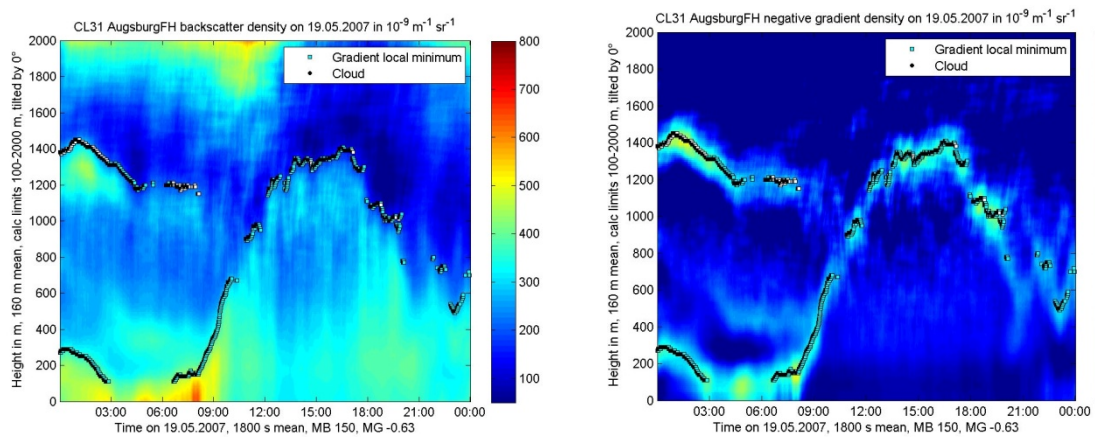 CL31 AugsburgFH backscatter density on 19.05.2007 in 10⁻⁹ m⁻¹ sr⁻¹
2000
1800
1600
1400
1200
1000
800
600
400
200
0
Height in m, 160 m mean, calc limits 100-2000 m, tilted by 0°
Gradient local minimum
Cloud
03:00 06:00 09:00 12:00 15:00 18:00 21:00 00:00
Time on 19.05.2007, 1800 s mean, MB 150, MG -0.63
800
700
600
500
400
300
200
100
CL31 AugsburgFH negative gradient density on 19.05.2007 in 10⁻⁹ m⁻¹ sr⁻¹
2000
1800
1600
1400
1200
1000
800
600
400
200
0
Height in m, 160 m mean, calc limits 100-2000 m, tilted by 0°
Gradient local minimum
Cloud
03:00 06:00 09:00 12:00 15:00 18:00 21:00 00:00
Time on 19.05.2007, 1800 s mean, MB 150, MG -0.63